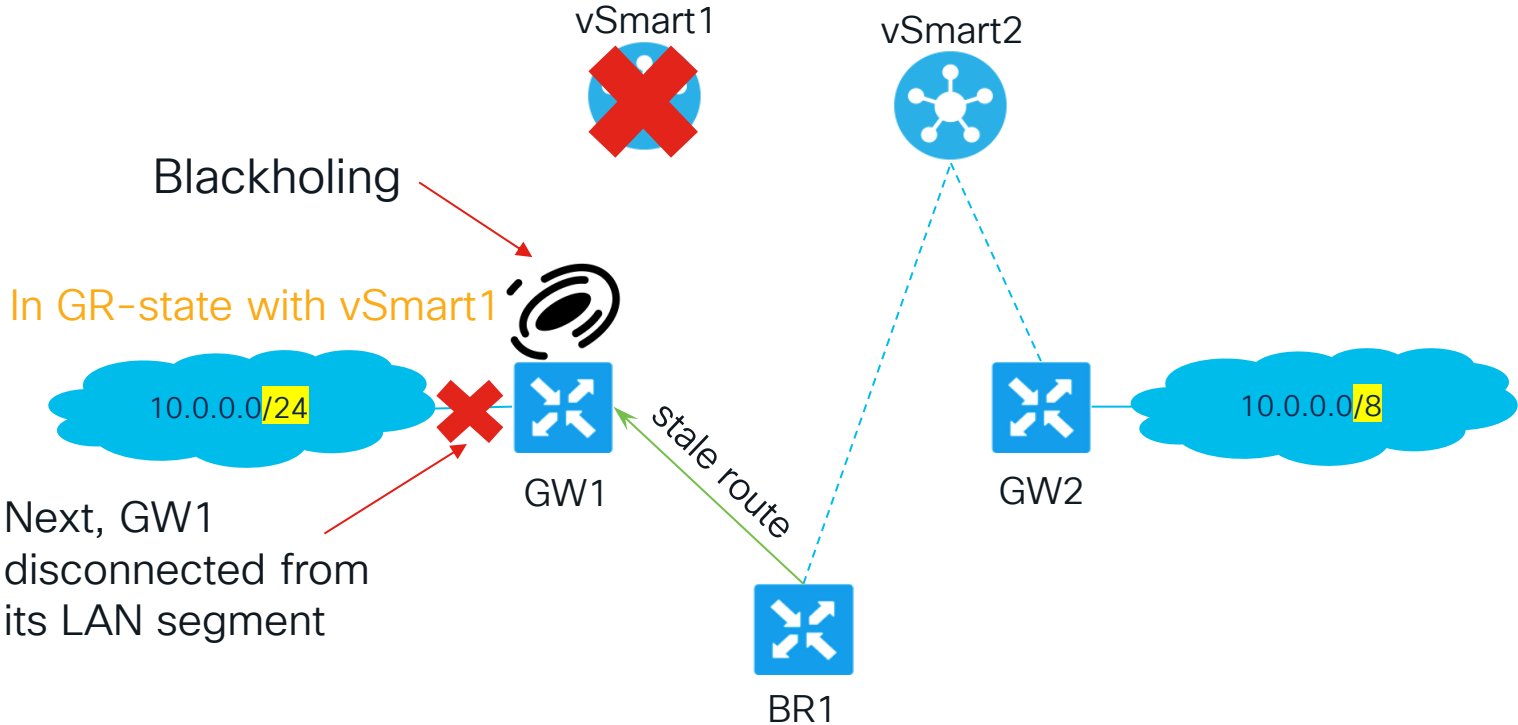 vSmart1
vSmart2
Blackholing
In GR-state with vSmart1
10.0.0.0/24
10.0.0.0/8
stale route
GW1
GW2
Next, GW1
disconnected from
its LAN segment
BR1